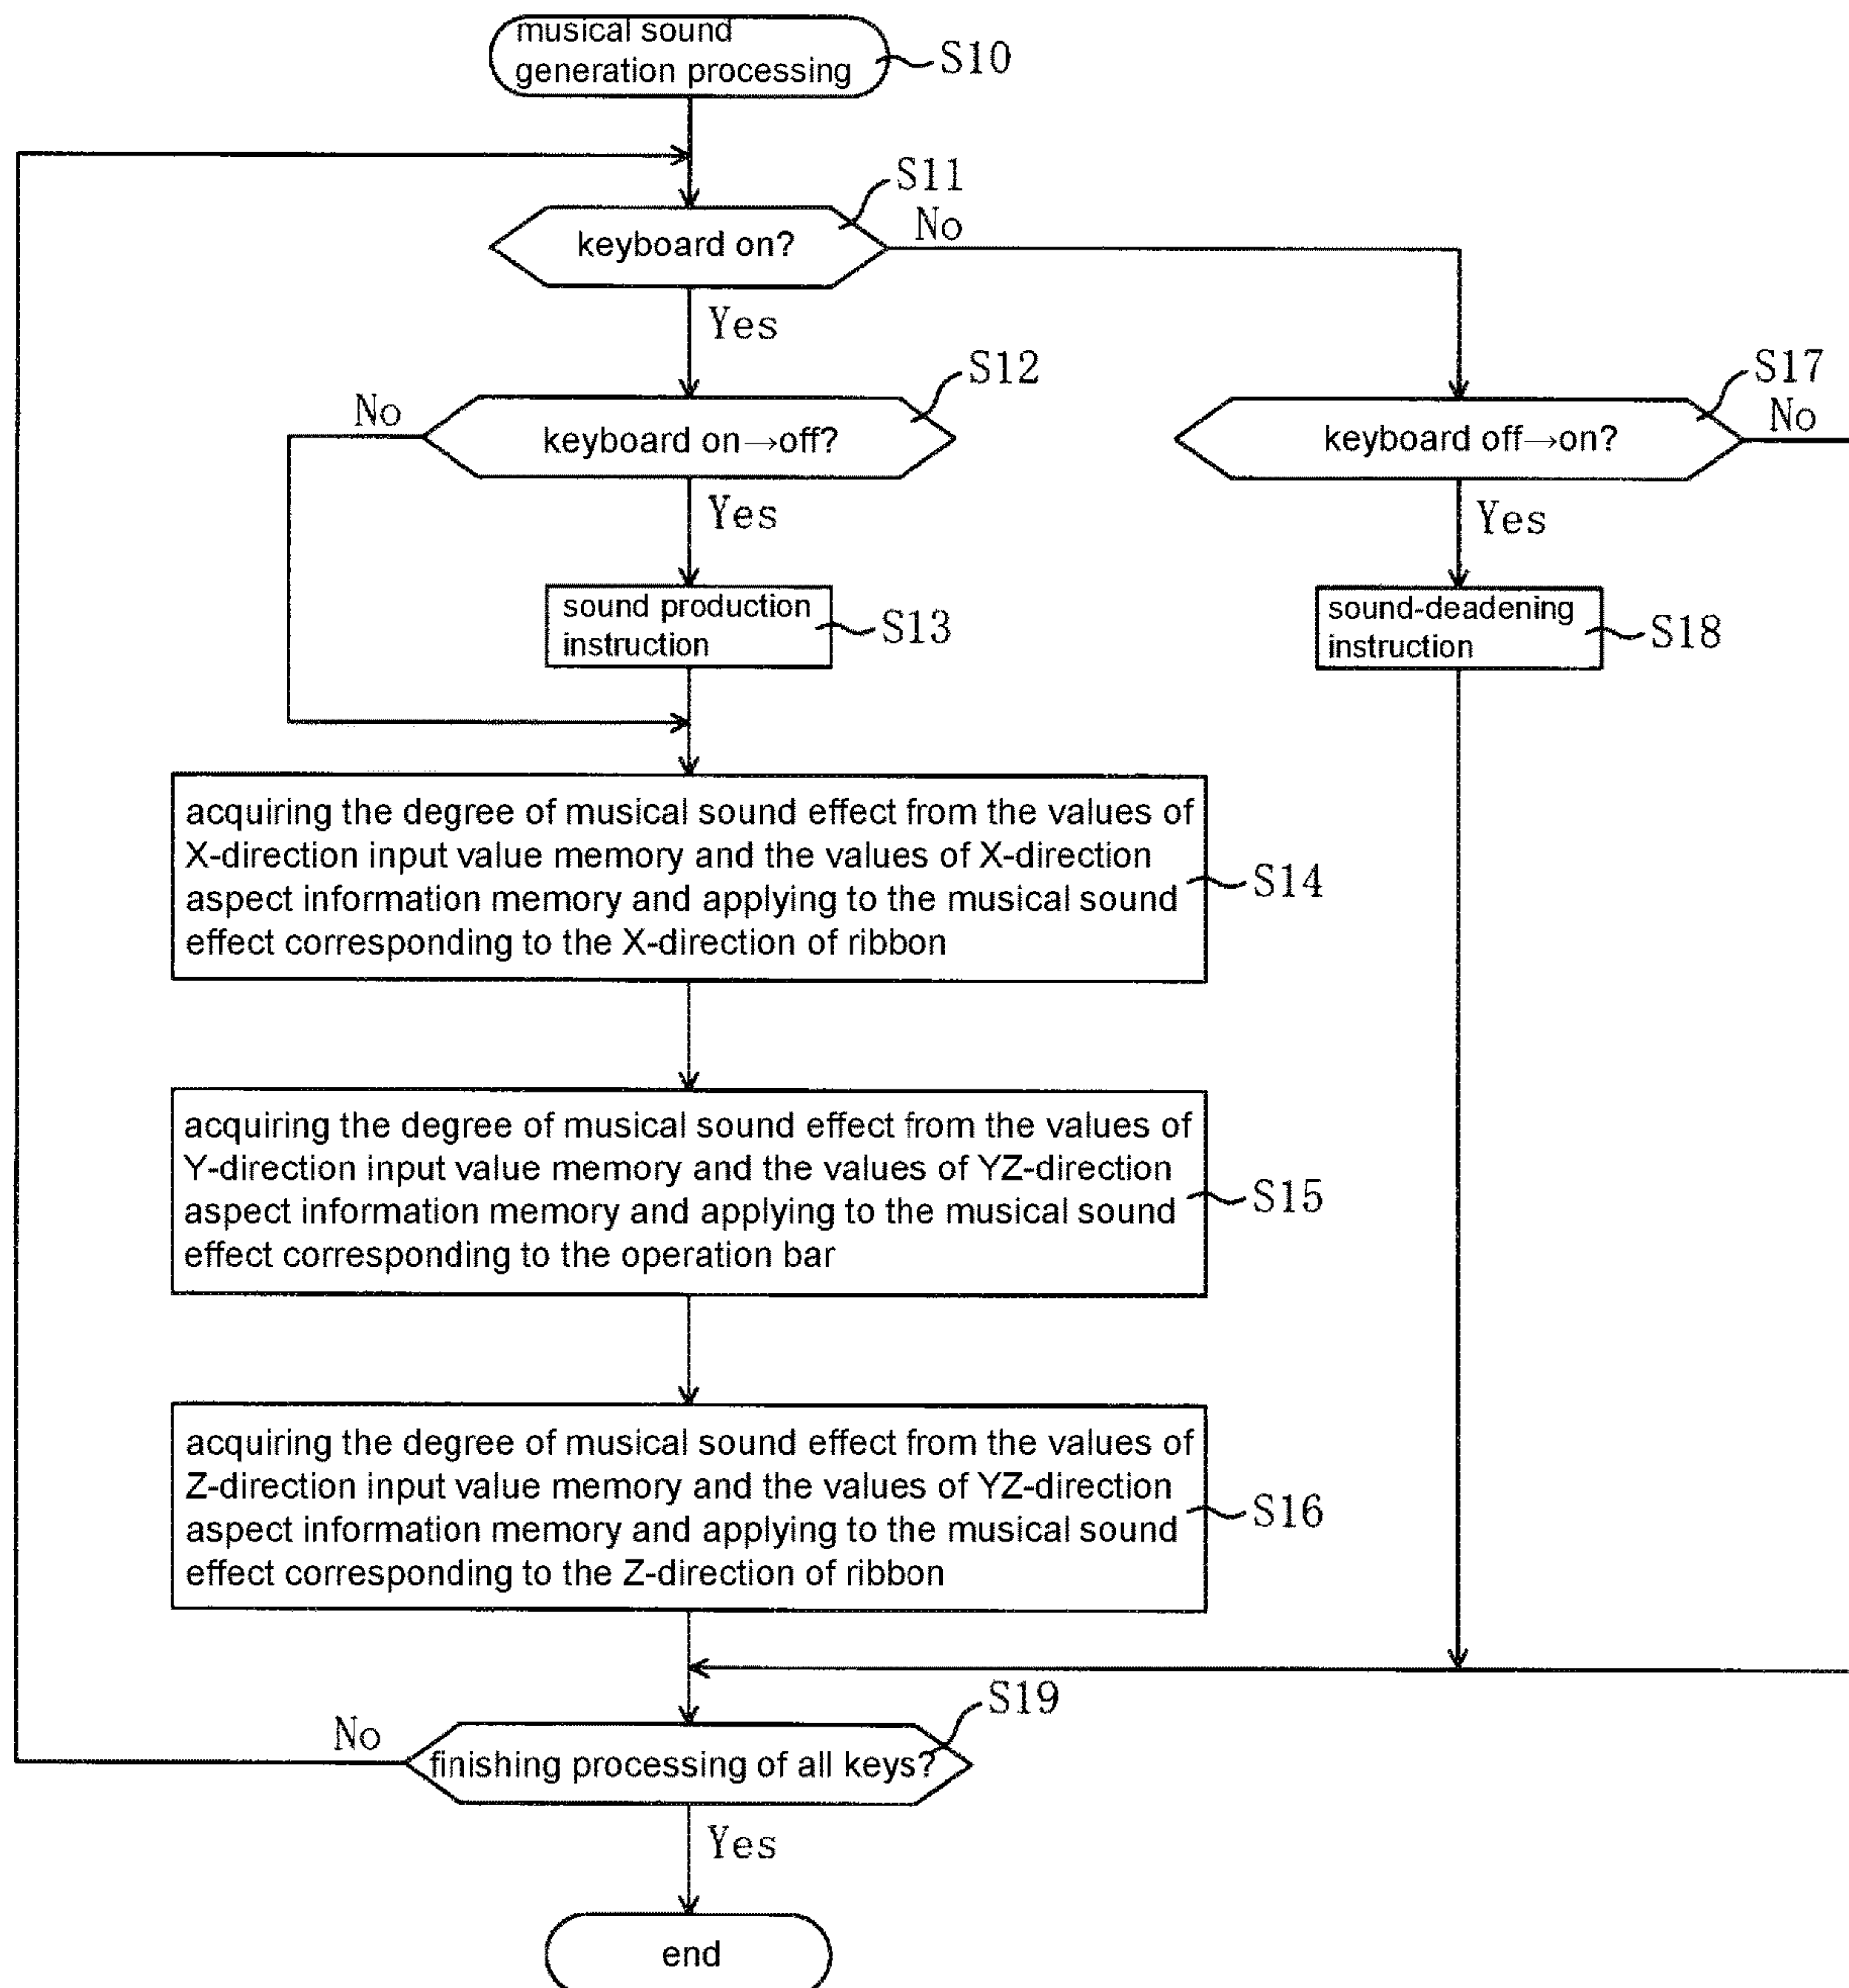 musical sound
generation processing
S10
S11
keyboard on?
No
Yes
S12
No
keyboard on→off?
Yes
S17
keyboard off→on?
No
Yes
sound production
instruction
S13
sound-deadening
instruction
S18
acquiring the degree of musical sound effect from the values of
X-direction input value memory and the values of X-direction
aspect information memory and applying to the musical sound
effect corresponding to the X-direction of ribbon
S14
acquiring the degree of musical sound effect from the values of
Y-direction input value memory and the values of YZ-direction
aspect information memory and applying to the musical sound
effect corresponding to the operation bar
S15
acquiring the degree of musical sound effect from the values of
Z-direction input value memory and the values of YZ-direction
aspect information memory and applying to the musical sound
effect corresponding to the Z-direction of ribbon
S16
S19
No
finishing processing of all keys?
Yes
end